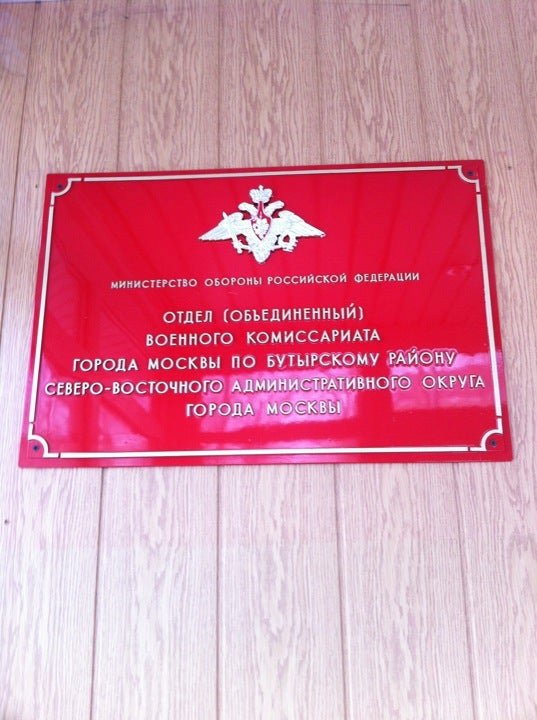 МИНИСТЕРСТВО ОБОРОНЫ РОССИЙСКОЙ ФЕДЕРАЦИИ
ОТДЕЛ (ОБЪЕДИНЕННЫЙ)
ВОЕННОГО КОМИССАРИАТА
ГОРОДА МОСКВЫ ПО БУТЫРСКОМУ РАЙОНУ
СЕВЕРО-ВОСТОЧНОГО АДМИНИСТРАТИВНОГО ОКРУГА
ГОРОДА МОСКВЫ